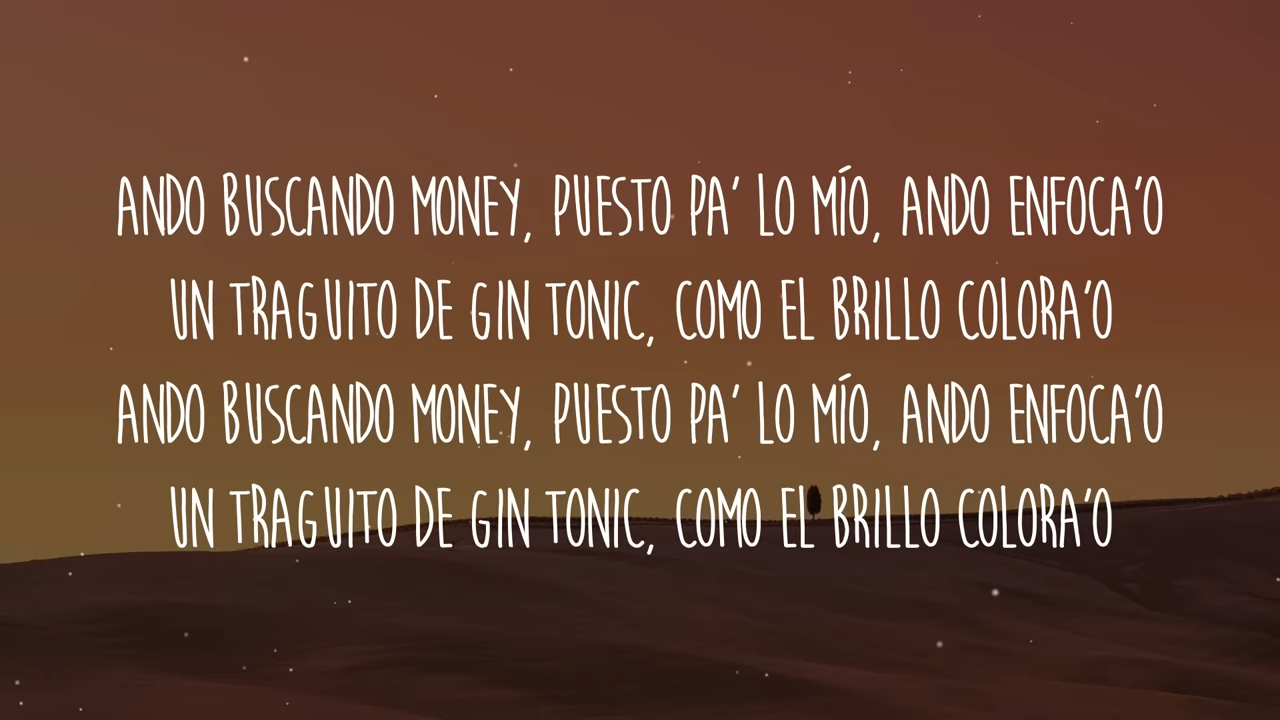 ANDO BUSCANDO MONEY, PUESTO PA' LO MÍO, ANDO ENFOCA'O
UN TRAGUITO DE GIN TONIC, COMO EL BRILLO COLORA'O
ANDO BUSCANDO MONEY, PUESTO PA' LO MÍO, ANDO ENFOCA'O
UN TRAGUITO DE GIN TONIC, COMO EL BRILLO COLORA'O